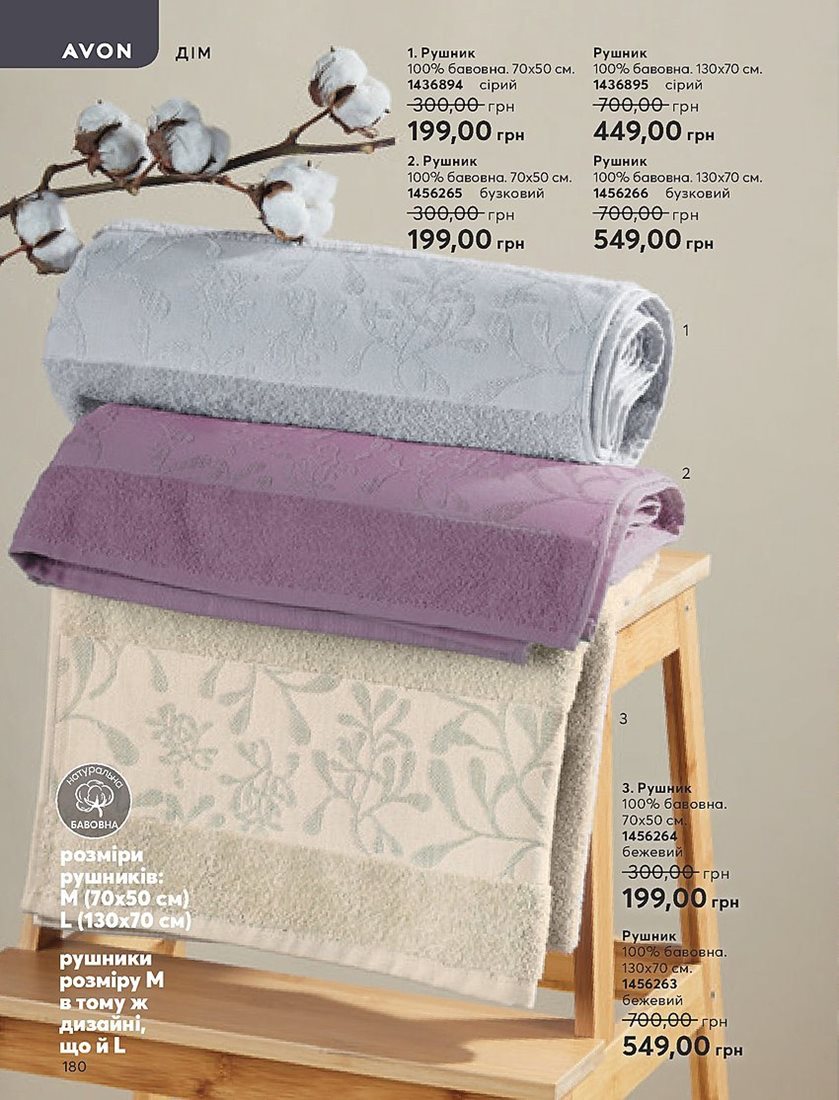 AVON ДІМ
1. Рушник
100% бавовна. 70x50 см.
1436894 сірий
300,00 грн
199,00 грн
Рушник
100% бавовна. 130x70 см.
1436895 сірий
700,00 грн
449,00 грн
2. Рушник
100% бавовна. 70x50 см.
1456265 бузковий
300,00 грн
199,00 грн
Рушник
100% бавовна. 130x70 см.
1456266 бузковий
700,00 грн
549,00 грн
1
2
3
3. Рушник
100% бавовна.
70x50 см.
1456264
бежевий
300,00 грн
199,00 грн
Рушник
100% бавовна.
130x70 см.
1456263
бежевий
700,00 грн
549,00 грн
натуральна
БАВОВНА
розміри
рушників:
M (70x50 см)
L (130x70 см)
рушники
розміру M
в тому ж
дизайні,
що й L
180